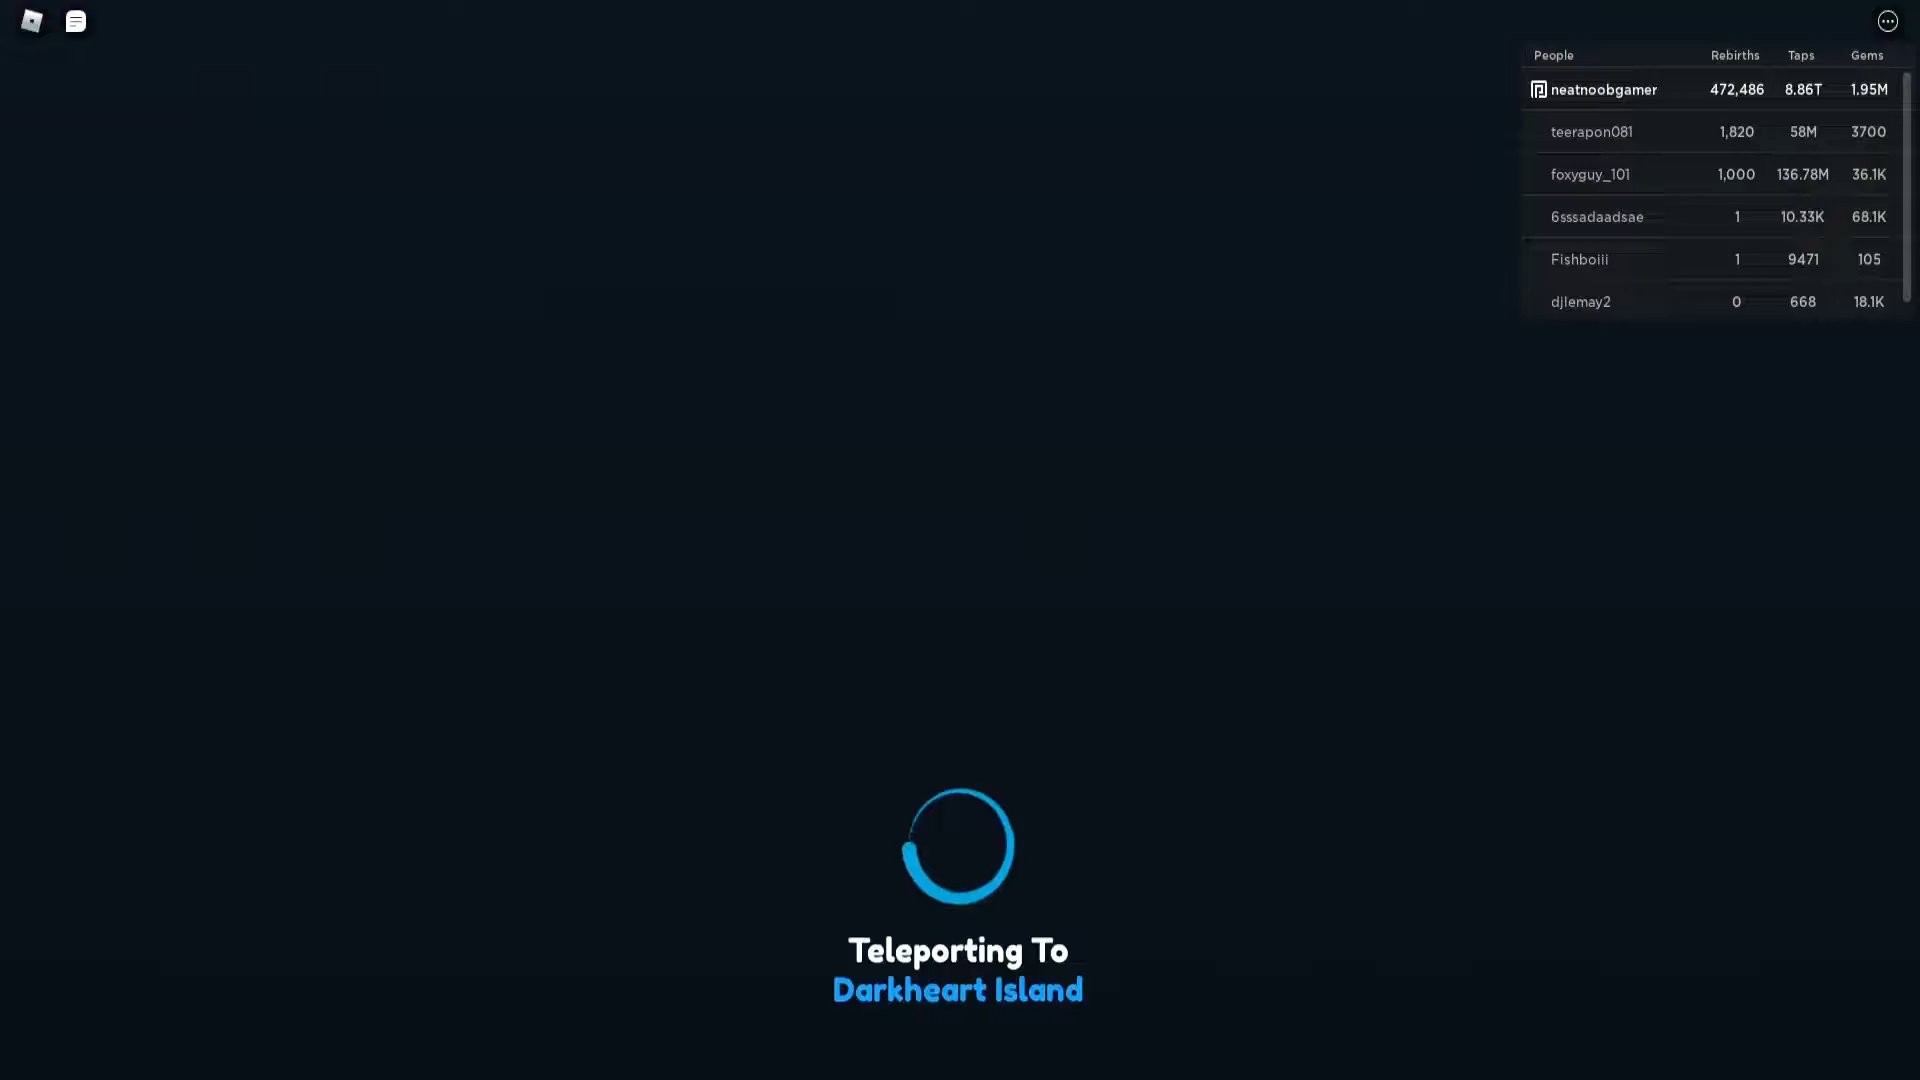 People Rebirths Taps Gems
neatnoobgamer 472,486 8.86T 1.95M
teerapon081 1,820 58M 3700
foxyguy_101 1,000 136.78M 36.1K
6sssadaadsae 1 10.33K 68.1K
Fishboiii 1 9471 105
djlemay2 0 668 18.1K
Teleporting To
Darkheart Island